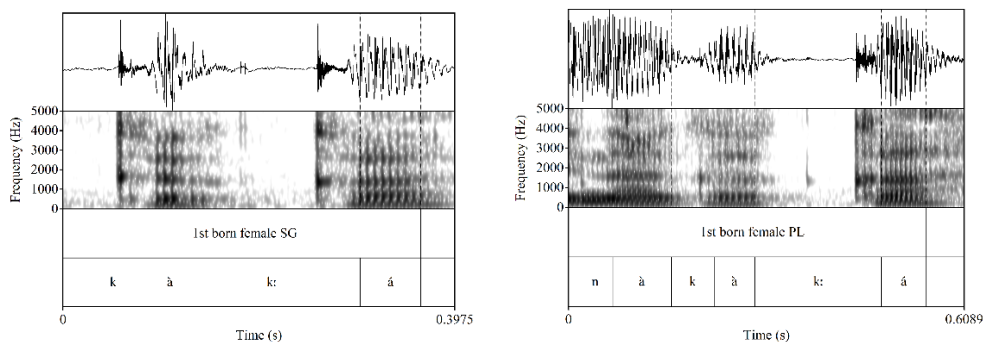 5000
4000
3000
2000
1000
0
Frequency (Hz)
1st born female SG
k à kː á
0 0.3975
Time (s)
5000
4000
3000
2000
1000
0
Frequency (Hz)
1st born female PL
n à k à kː á
0 0.6089
Time (s)